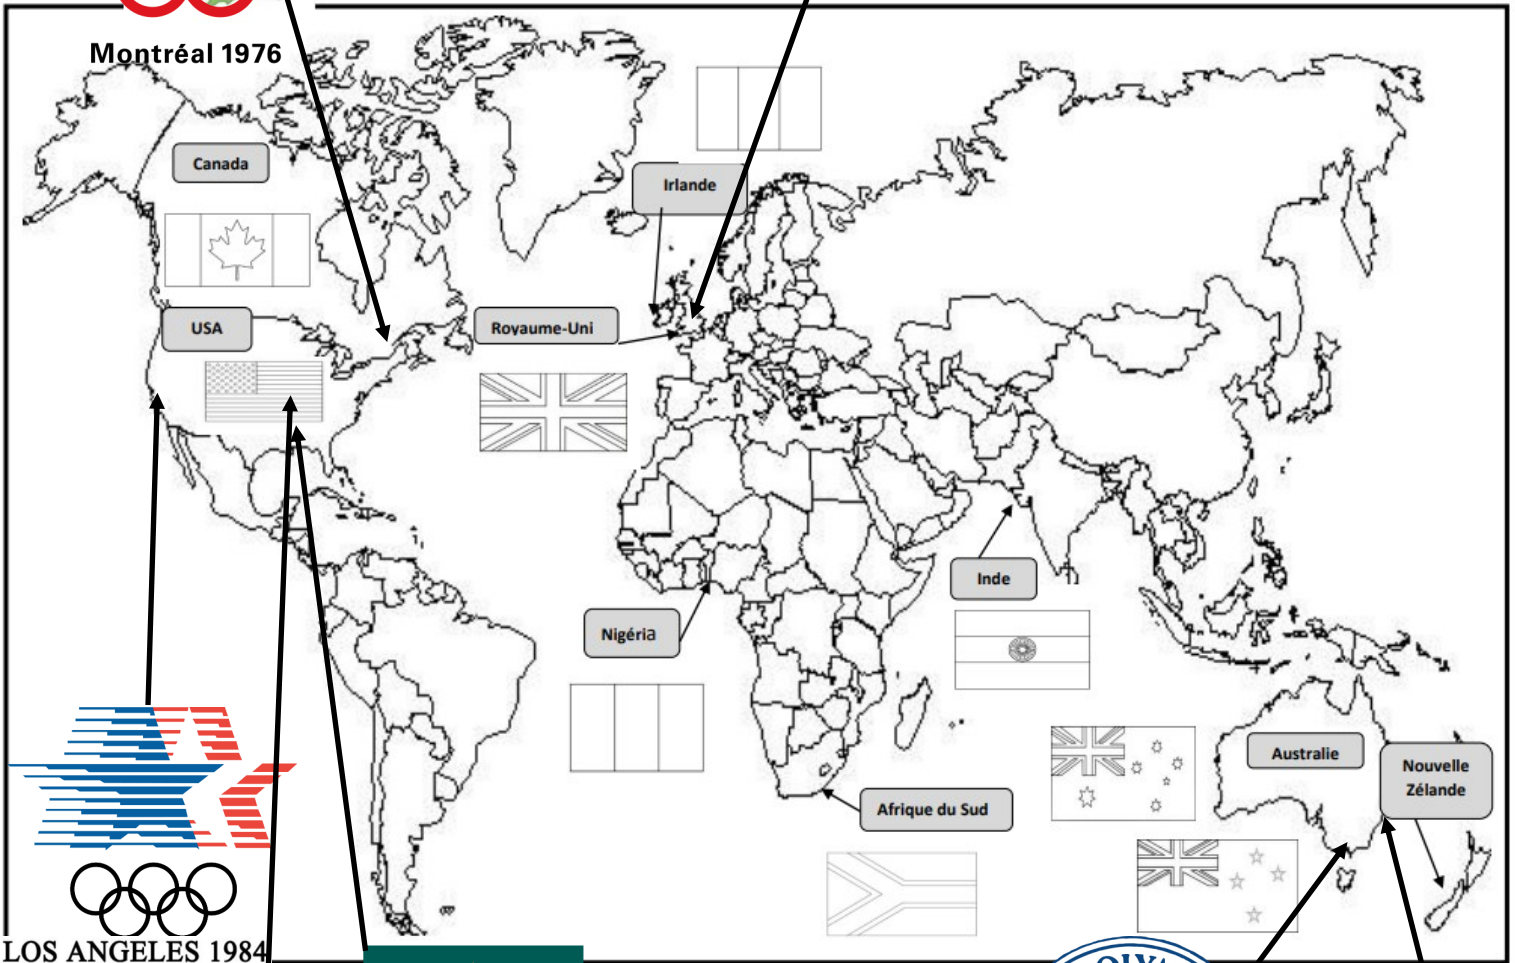 Montréal 1976
Canada
Irlande
USA
Royaume-Uni
Inde
Nigéria
Australie
Nouvelle
Zélande
Afrique du Sud
LOS ANGELES 1984